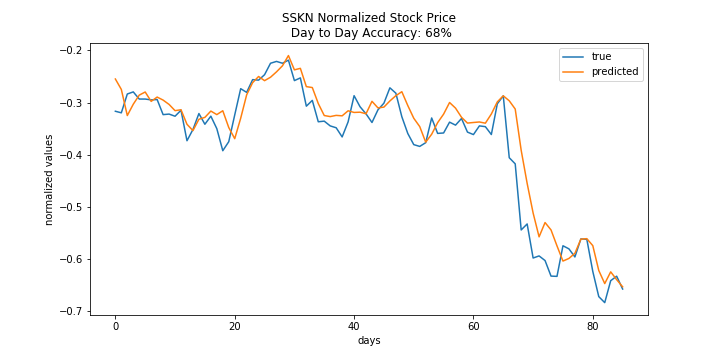 SSKN Normalized Stock Price
Day to Day Accuracy: 68%
true
predicted
normalized values
−0.2
−0.3
−0.4
−0.5
−0.6
−0.7
0
20
40
60
80
days